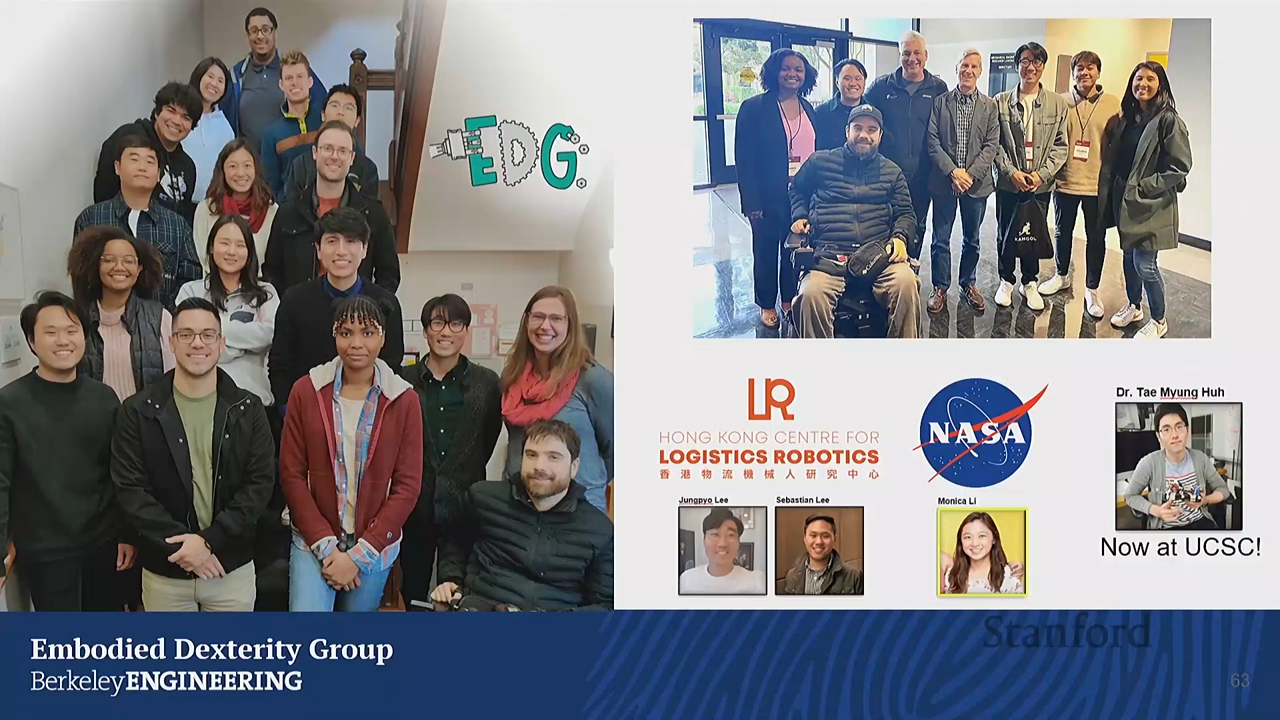 EDG
KANGOL
LR
HONG KONG CENTRE FOR
LOGISTICS ROBOTICS
香港物流機械人研究中心
Jungpyo Lee
Sebastian Lee
NASA
Monica Li
Dr. Tae Myung Huh
Now at UCSC!
Embodied Dexterity Group
BerkeleyENGINEERING
Stanford
63